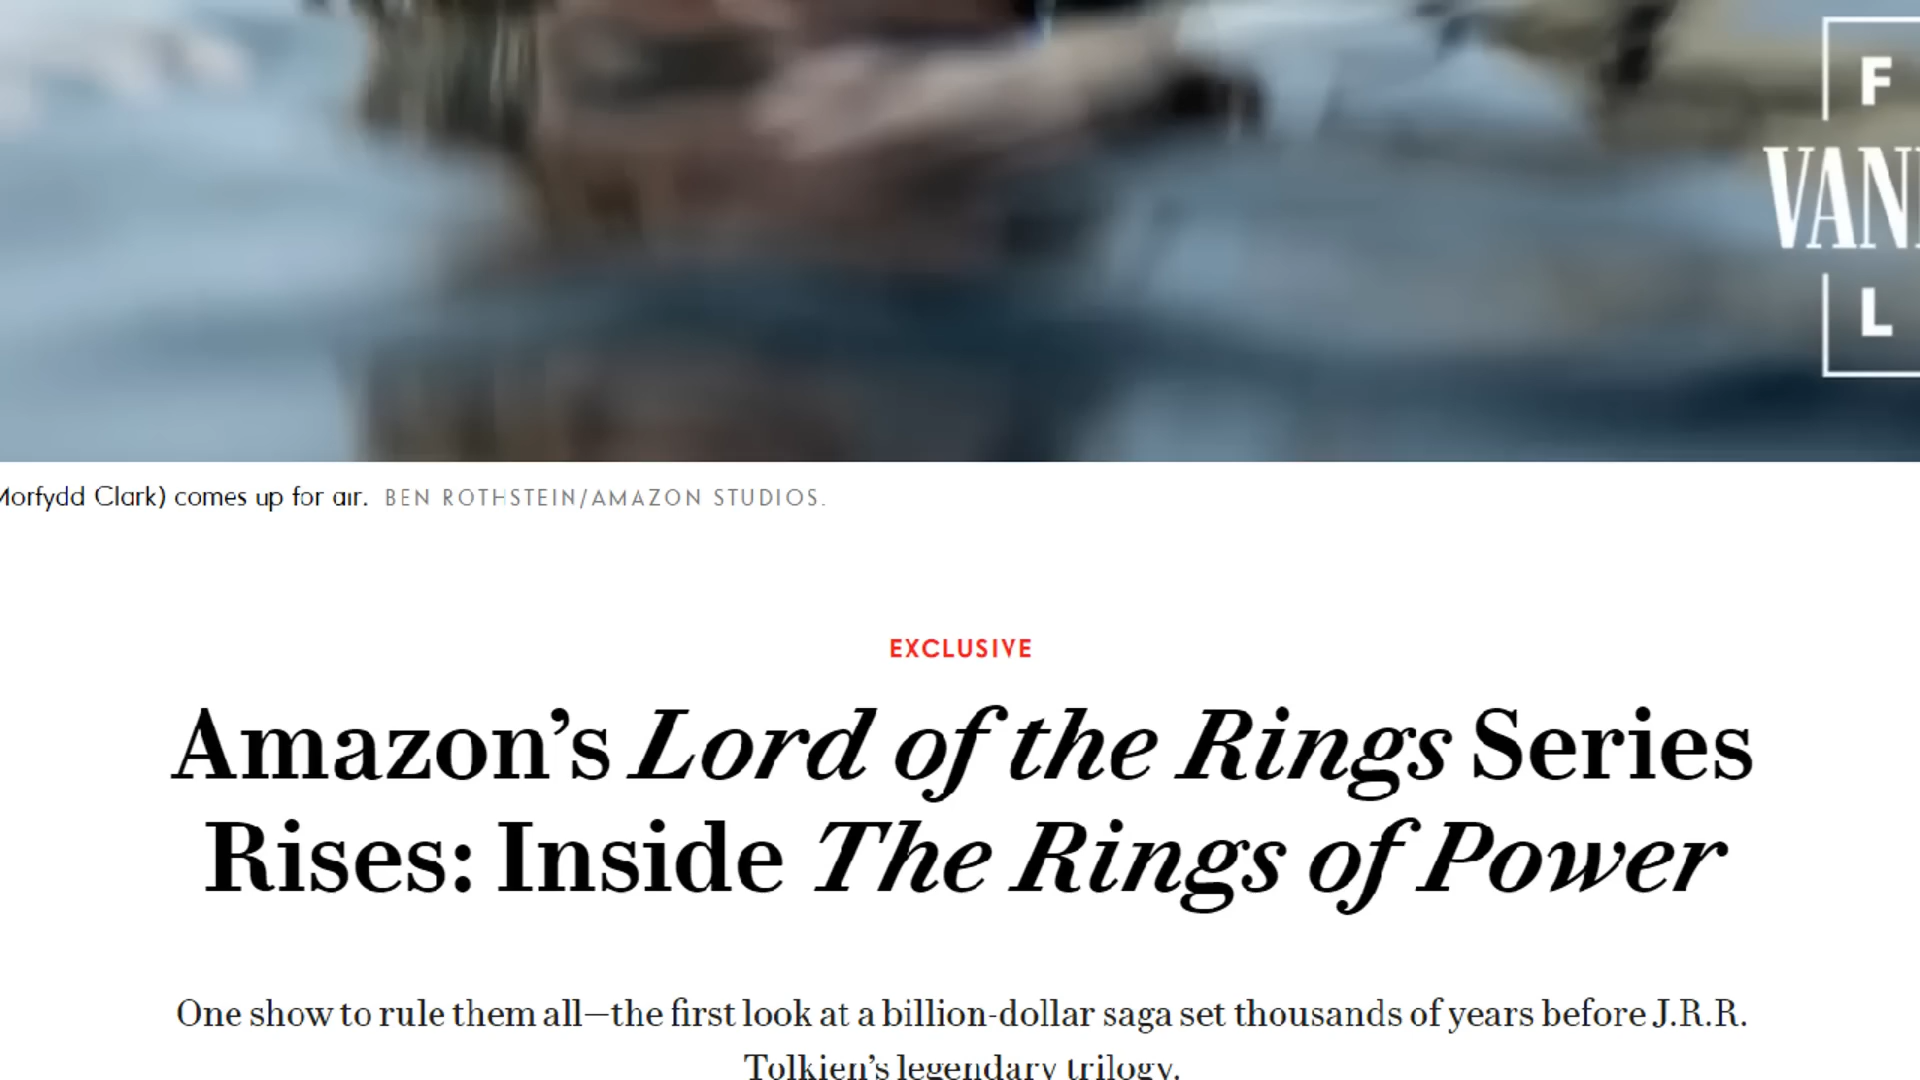 F
VAN
L
Morfydd Clark) comes up for air. BEN ROTHSTEIN/AMAZON STUDIOS.
EXCLUSIVE
Amazon’s Lord of the Rings Series
Rises: Inside The Rings of Power
One show to rule them all—the first look at a billion-dollar saga set thousands of years before J.R.R.
Tolkien’s legendary trilogy.